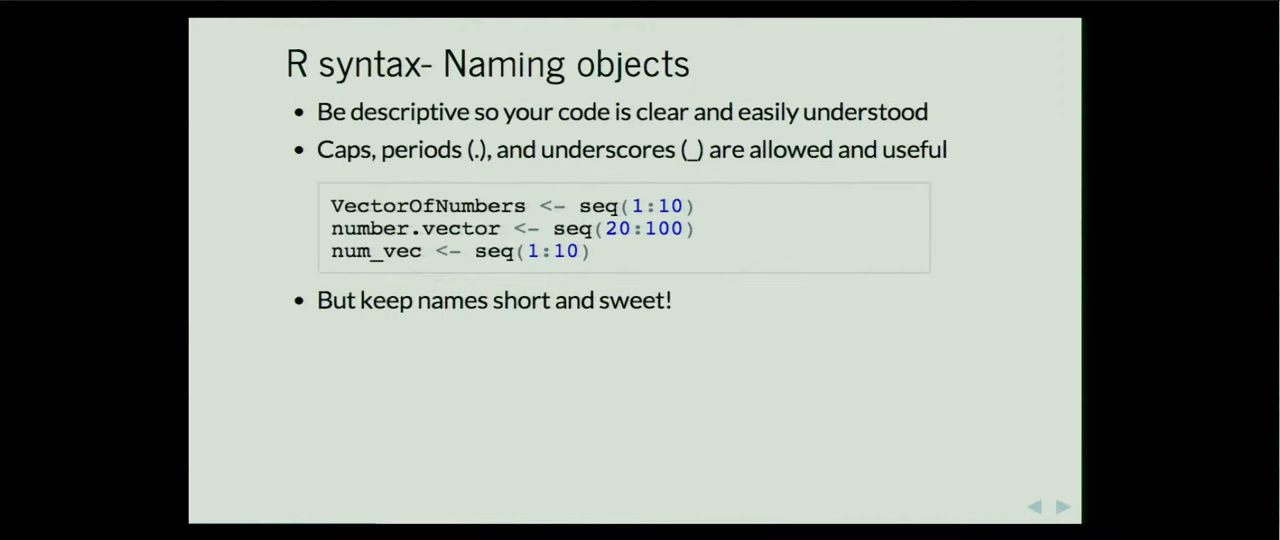 R syntax- Naming objects
• Be descriptive so your code is clear and easily understood
• Caps, periods (.), and underscores (_) are allowed and useful
VectorOfNumbers <- seq(1:10)
number.vector <- seq(20:100)
num_vec <- seq(1:10)
• But keep names short and sweet!